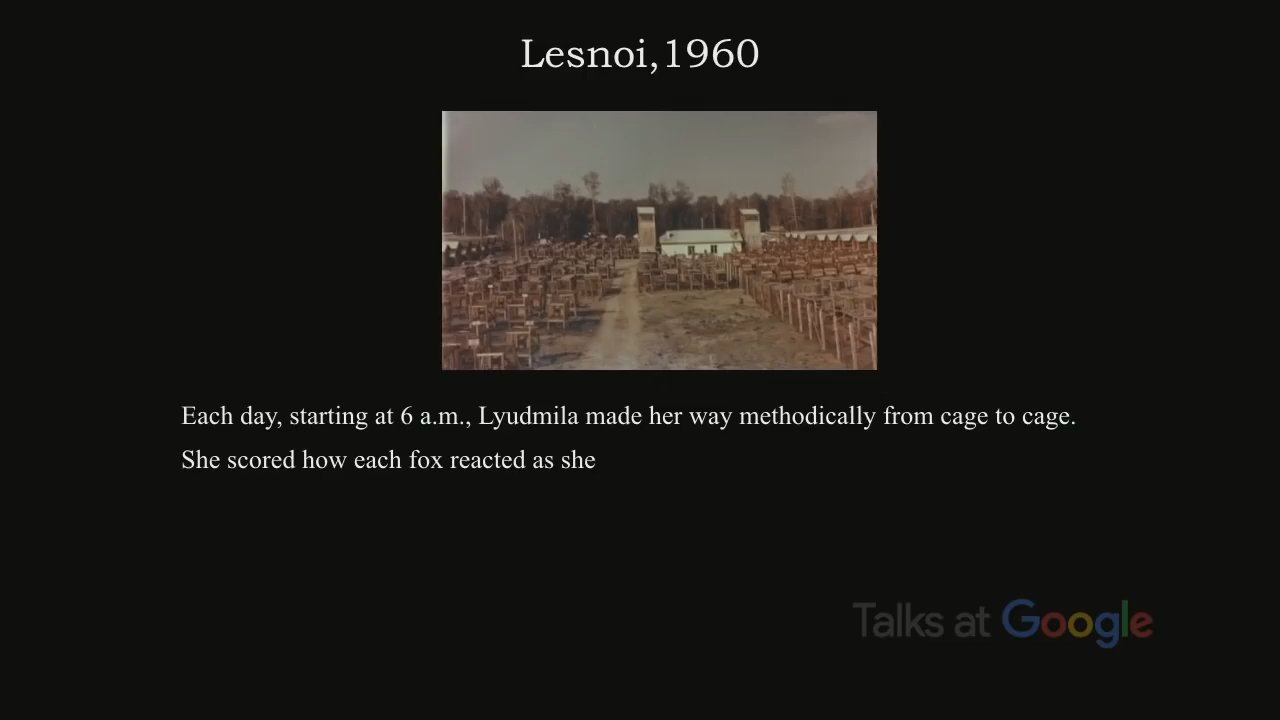 Lesnoi,1960
Each day, starting at 6 a.m., Lyudmila made her way methodically from cage to cage.
She scored how each fox reacted as she
Talks at Google